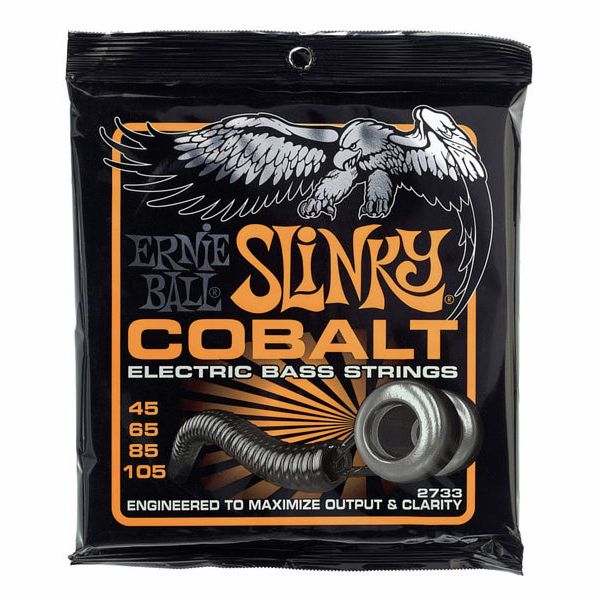 ERNIE BALL®
SLINKY®
COBALT
ELECTRIC BASS STRINGS
45
65
85
105
2733
ENGINEERED TO MAXIMIZE OUTPUT & CLARITY